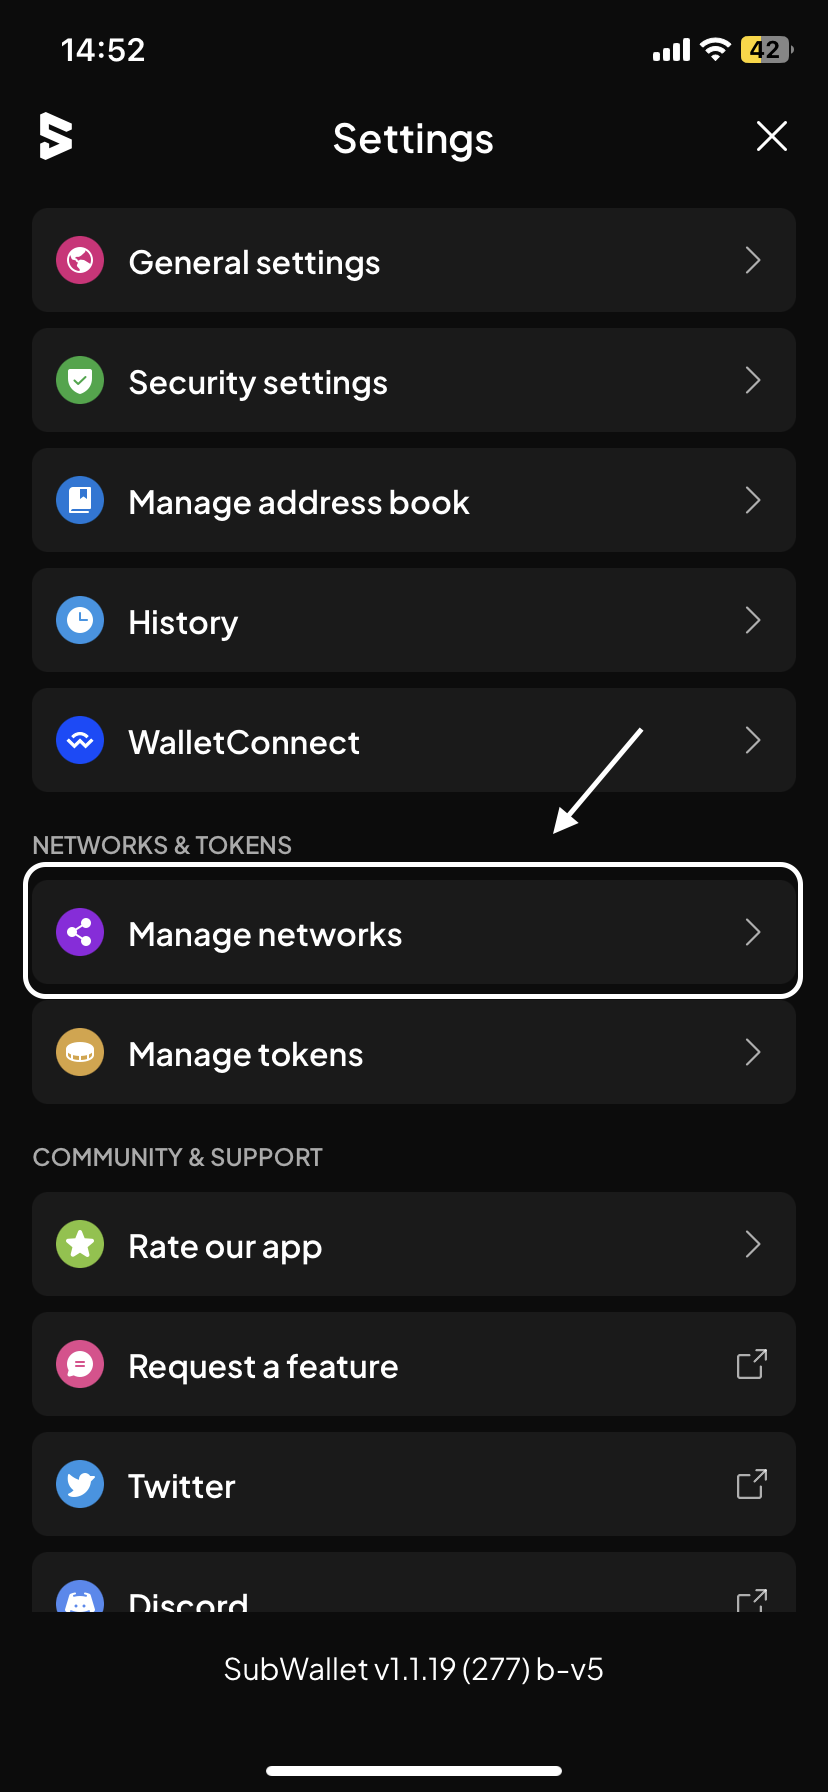 14:52
42
Settings
General settings
Security settings
Manage address book
History
WalletConnect
NETWORKS & TOKENS
Manage networks
Manage tokens
COMMUNITY & SUPPORT
Rate our app
Request a feature
Twitter
Discord
SubWallet v1.1.19 (277) b-v5